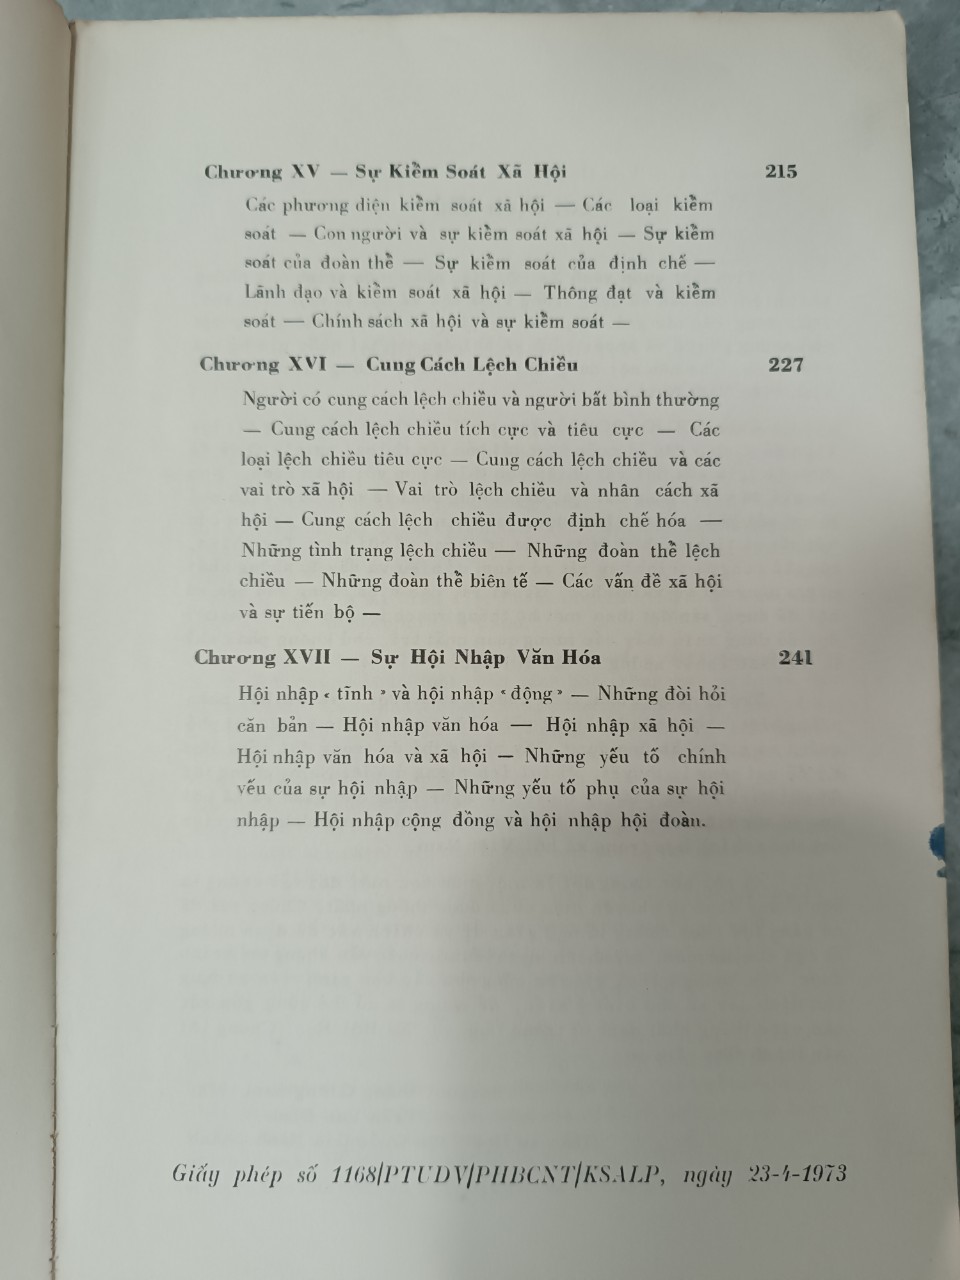 Chương XV — Sự Kiểm Soát Xã Hội 215
Các phương diện kiểm soát xã hội — Các loại kiểm
soát — Con người và sự kiểm soát xã hội — Sự kiểm
soát của đoàn thể — Sự kiểm soát của định chế —
Lãnh đạo và kiểm soát xã hội — Thông đạt và kiểm
soát — Chính sách xã hội và sự kiểm soát —
Chương XVI — Cung Cách Lệch Chiều 227
Người có cung cách lệch chiều và người bất bình thường
— Cung cách lệch chiều tích cực và tiêu cực — Các
loại lệch chiều tiêu cực — Cung cách lệch chiều và các
vai trò xã hội — Vai trò lệch chiều và nhân cách xã
hội — Cung cách lệch chiều được định chế hóa —
Những tình trạng lệch chiều — Những đoàn thể lệch
chiều — Những đoàn thể biên tế — Các vấn đề xã hội
và sự tiến bộ —
Chương XVII — Sự Hội Nhập Văn Hóa 241
Hội nhập « tĩnh » và hội nhập « động » — Những đòi hỏi
căn bản — Hội nhập văn hóa — Hội nhập xã hội —
Hội nhập văn hóa và xã hội — Những yếu tố chính
yếu của sự hội nhập — Những yếu tố phụ của sự hội
nhập — Hội nhập cộng đồng và hội nhập hội đoàn.
Giấy phép số 1168/PTUDV/PHBCNT/KSALP, ngày 23-4-1973